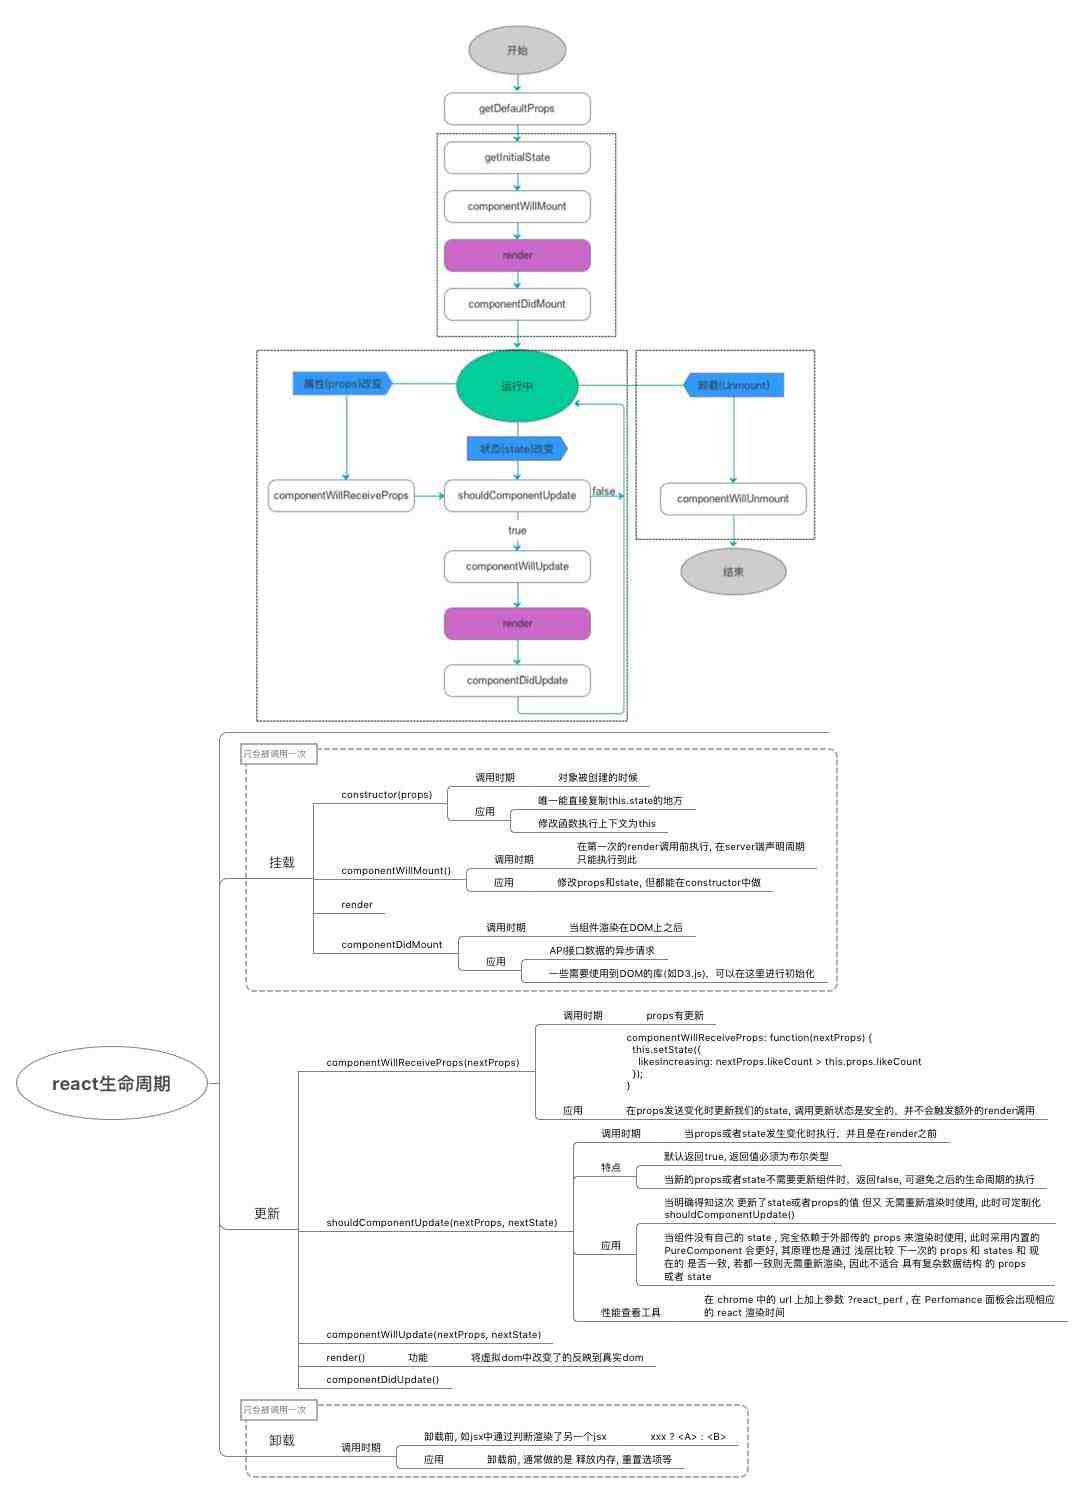 开始
getDefaultProps
getInitialState
componentWillMount
render
componentDidMount
属性(props)改变
运行中
卸载(Unmount)
状态(state)改变
componentWillReceiveProps
shouldComponentUpdate
false
componentWillUnmount
true
componentWillUpdate
结束
render
componentDidUpdate
react生命周期
只会被调用一次
挂载
constructor(props)
调用时期
对象被创建的时候
应用
唯一能直接复制this.state的地方
修改函数执行上下文为this
componentWillMount()
调用时期
在第一次的render调用前执行, 在server端声明周期
只能执行到此
应用
修改props和state, 但都能在constructor中做
render
componentDidMount
调用时期
当组件渲染在DOM上之后
应用
API接口数据的异步请求
一些需要使用到DOM的库(如D3.js)，可以在这里进行初始化
更新
componentWillReceiveProps(nextProps)
调用时期
props有更新
componentWillReceiveProps: function(nextProps) {
this.setState({
likesIncreasing: nextProps.likeCount > this.props.likeCount
});
}
应用
在props发送变化时更新我们的state, 调用更新状态是安全的，并不会触发额外的render调用
shouldComponentUpdate(nextProps, nextState)
调用时期
当props或者state发生变化时执行，并且是在render之前
特点
默认返回true, 返回值必须为布尔类型
当新的props或者state不需要更新组件时，返回false, 可避免之后的生命周期的执行
应用
当明确得知这次 更新了state或者props的值 但又 无需重新渲染时使用, 此时可定制化
shouldComponentUpdate()
当组件没有自己的 state , 完全依赖于外部传的 props 来渲染时使用, 此时采用内置的
PureComponent 会更好, 其原理也是通过 浅层比较 下一次的 props 和 states 和 现
在的 是否一致, 若都一致则无需重新渲染, 因此不适合 具有复杂数据结构 的 props
或者 state
性能查看工具
在 chrome 中的 url 上加上参数 ?react_perf , 在 Perfomance 面板会出现相应
的 react 渲染时间
componentWillUpdate(nextProps, nextState)
render()
功能
将虚拟dom中改变了的反映到真实dom
componentDidUpdate()
只会被调用一次
卸载
调用时期
卸载前, 如jsx中通过判断渲染了另一个jsx
xxx ? <A> : <B>
应用
卸载前, 通常做的是 释放内存, 重置选项等